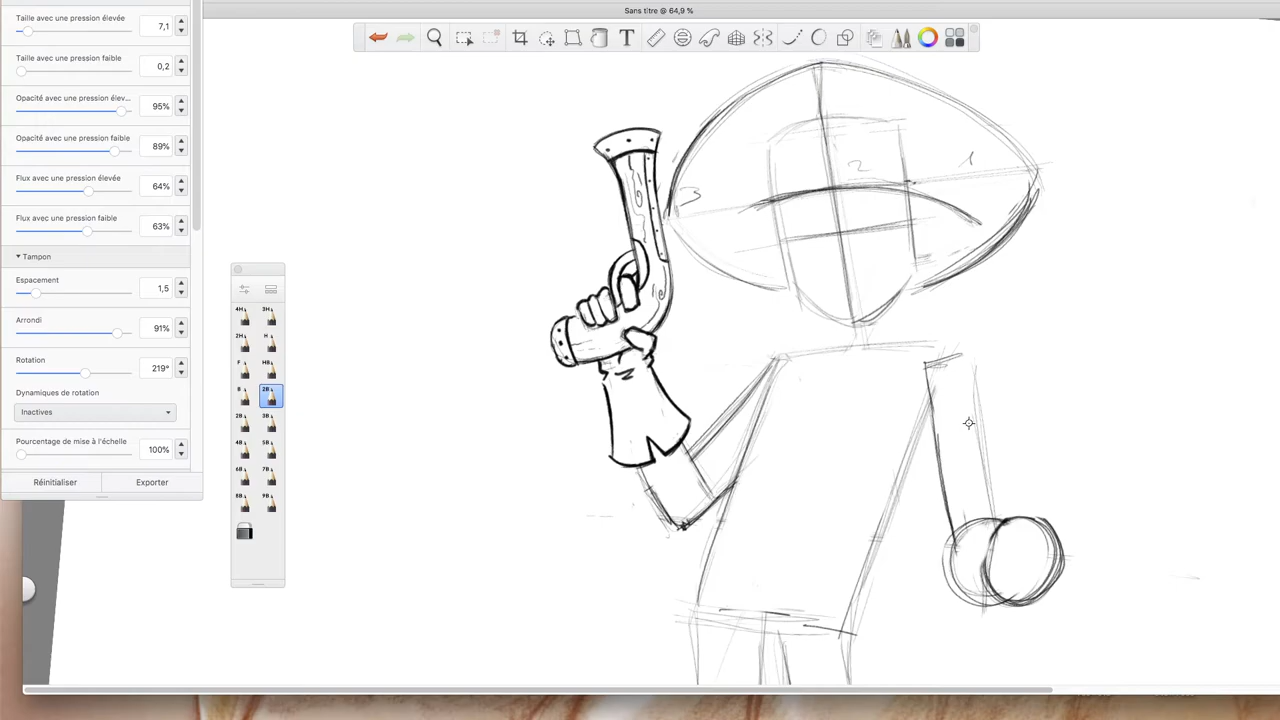 Sans titre @ 64,9 %
Taille avec une pression élevée
7,1
Taille avec une pression faible
0,2
Opacité avec une pression élev...
95%
Opacité avec une pression faible
89%
Flux avec une pression élevée
64%
Flux avec une pression faible
63%
Tampon
Espacement
1,5
Arrondi
91%
Rotation
219°
Dynamiques de rotation
Inactives
Pourcentage de mise à l'échelle
100%
Réinitialiser
Exporter
T
4H
3H
2H
H
F
HB
B
2B
2B
3B
4B
5B
6B
7B
8B
9B
3
2
1